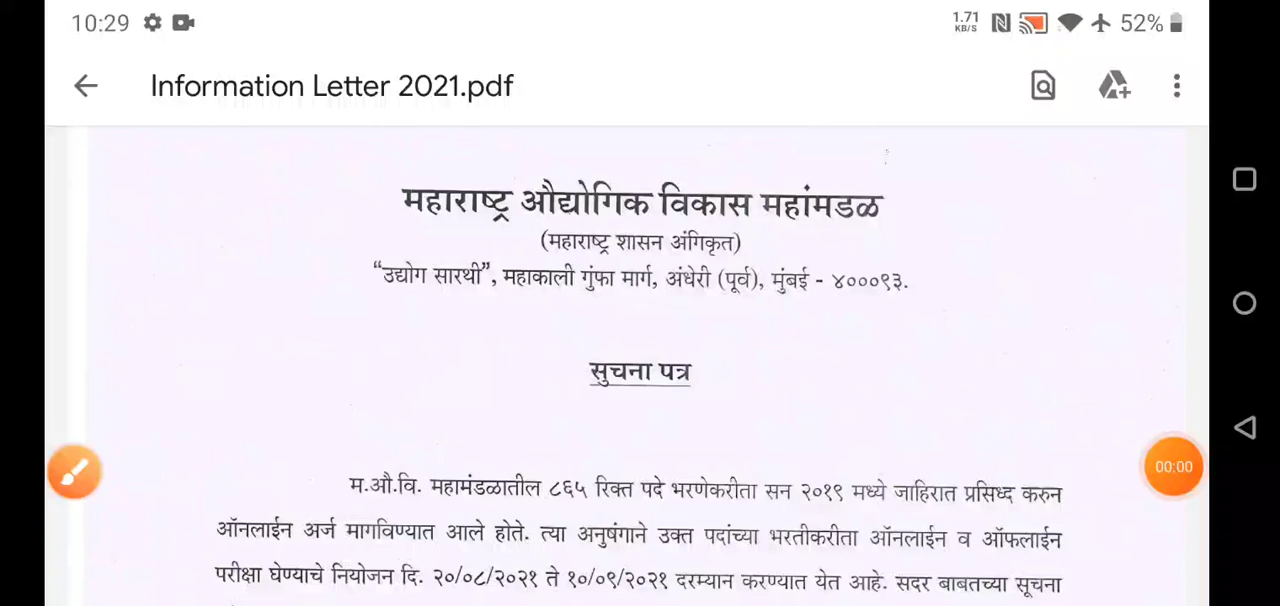 10:29
1.71 KB/S
52%
Information Letter 2021.pdf
महाराष्ट्र औद्योगिक विकास महांमडळ
(महाराष्ट्र शासन अंगिकृत)
“उद्योग सारथी”, महाकाली गुंफा मार्ग, अंधेरी (पूर्व), मुंबई - ४०००९३.
सुचना पत्र
म.औ.वि. महामंडळातील ८६५ रिक्त पदे भरणेकरीता सन २०१९ मध्ये जाहिरात प्रसिध्द करुन
ऑनलाईन अर्ज मागविण्यात आले होते. त्या अनुषंगाने उक्त पदांच्या भरतीकरीता ऑनलाईन व ऑफलाईन
परीक्षा घेण्याचे नियोजन दि. २०/०८/२०२१ ते १०/०९/२०२१ दरम्यान करण्यात येत आहे. सदर बाबतच्या सूचना
00:00